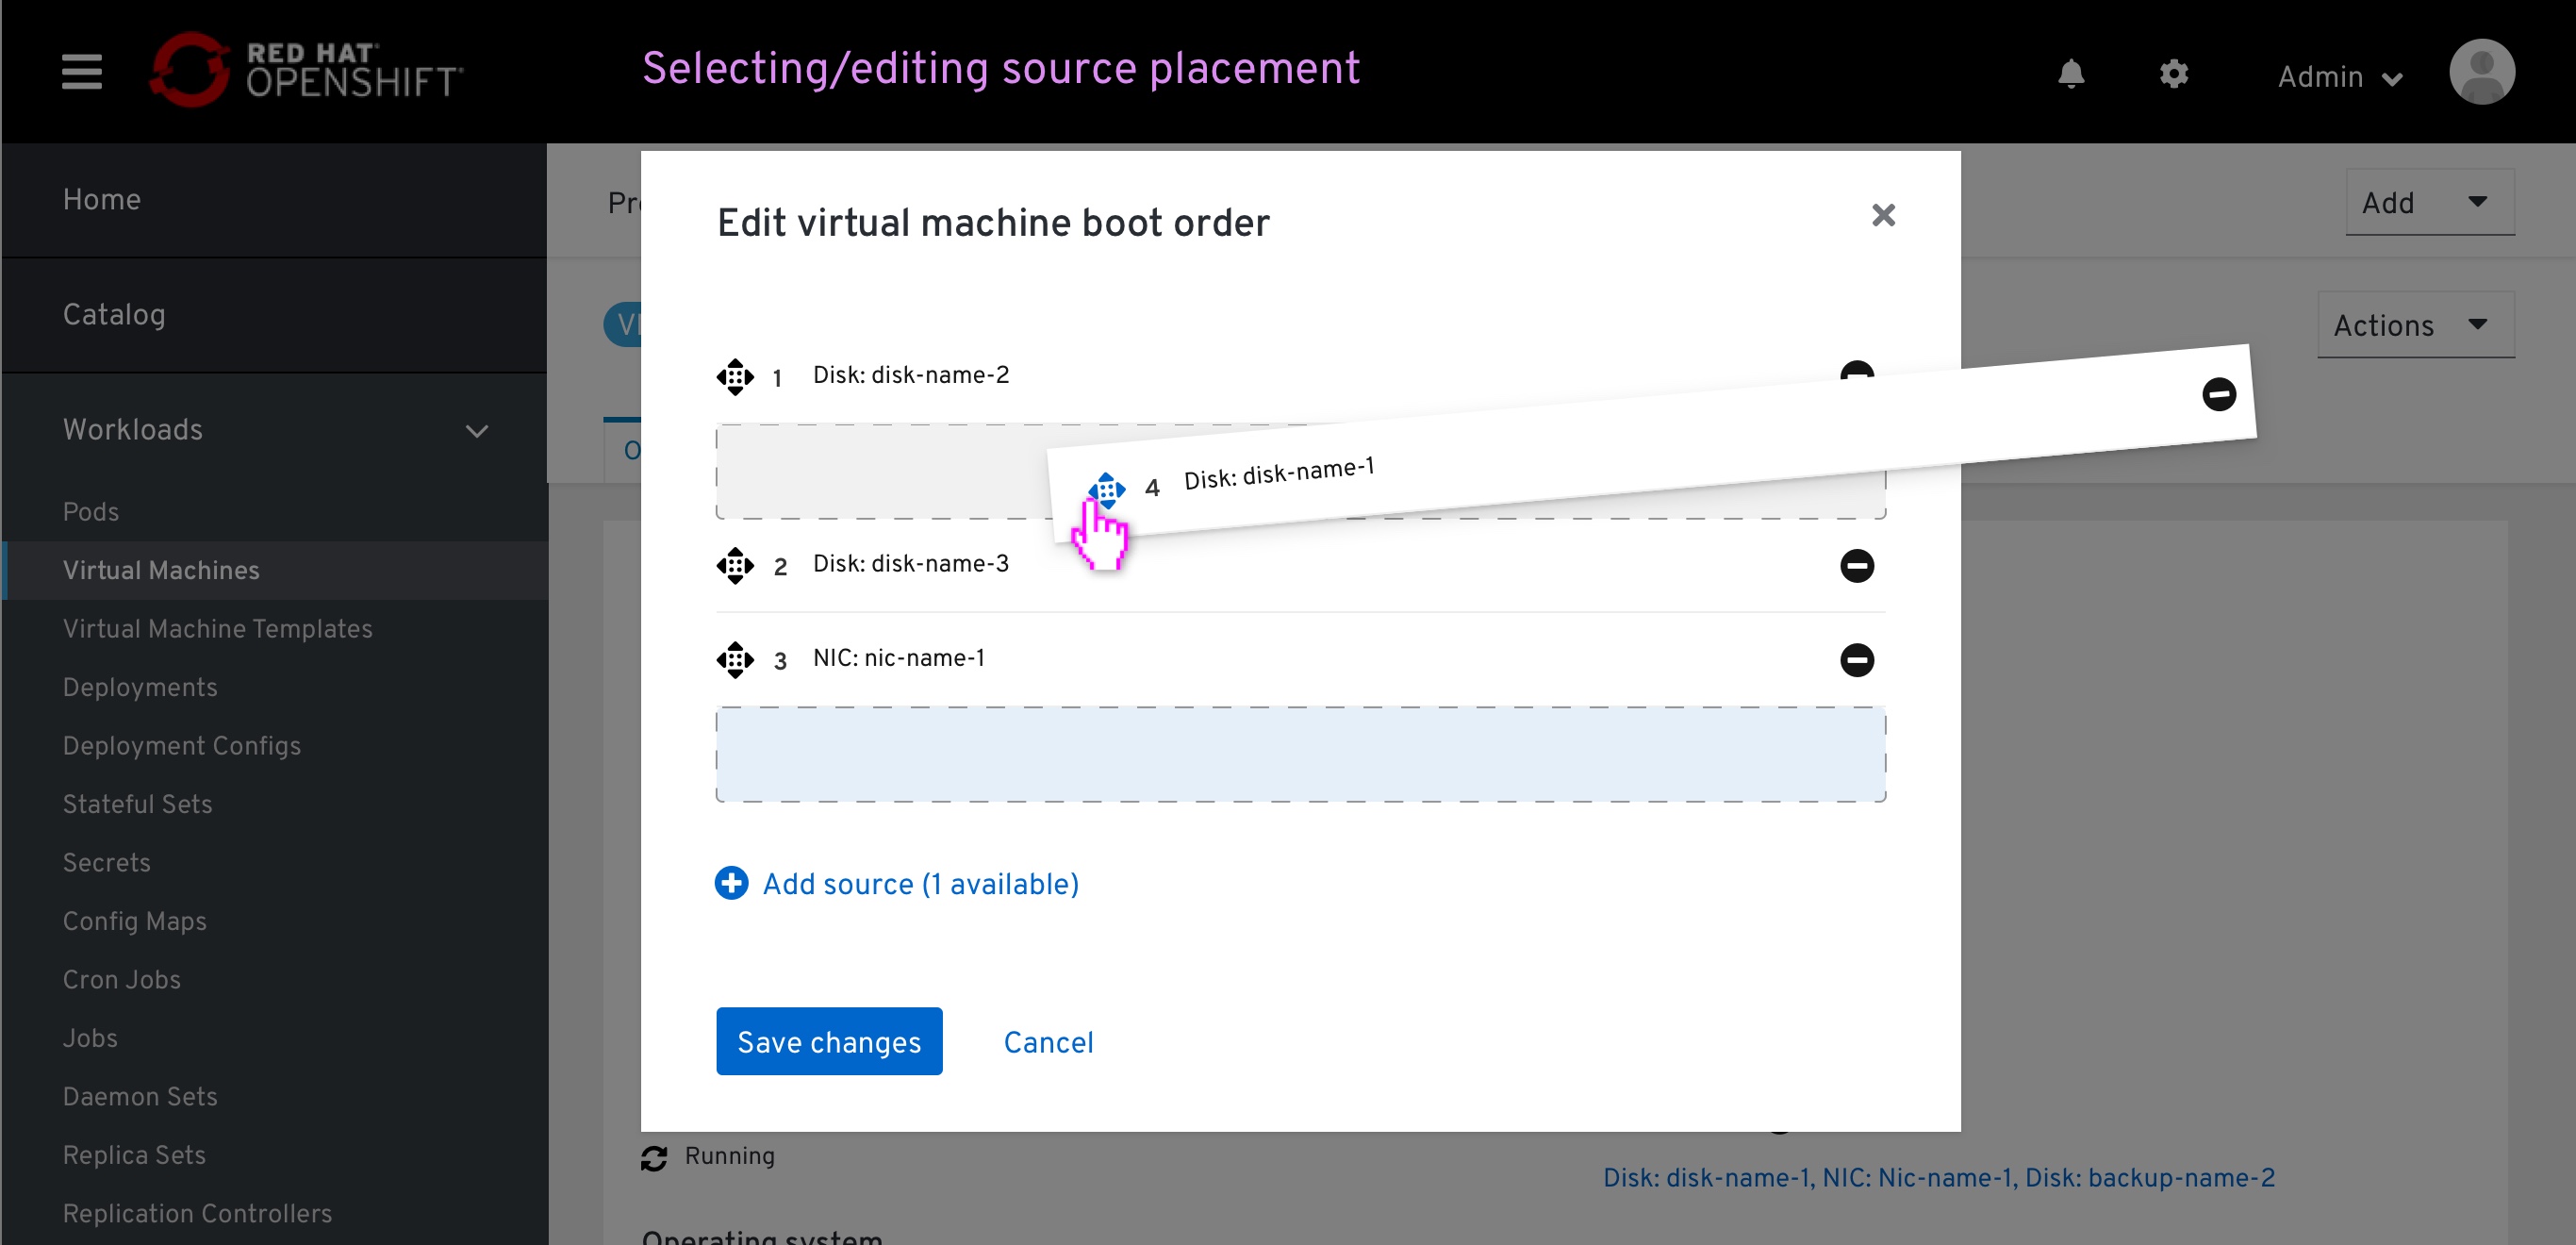 RED HAT
OPENSHIFT
Selecting/editing source placement
Admin
Home
Catalog
Workloads
Pods
Virtual Machines
Virtual Machine Templates
Deployments
Deployment Configs
Stateful Sets
Secrets
Config Maps
Cron Jobs
Jobs
Daemon Sets
Replica Sets
Replication Controllers
Add
Actions
Edit virtual machine boot order
1 Disk: disk-name-2
4 Disk: disk-name-1
2 Disk: disk-name-3
3 NIC: nic-name-1
Add source (1 available)
Save changes Cancel
Running
Disk: disk-name-1, NIC: Nic-name-1, Disk: backup-name-2
Operating system